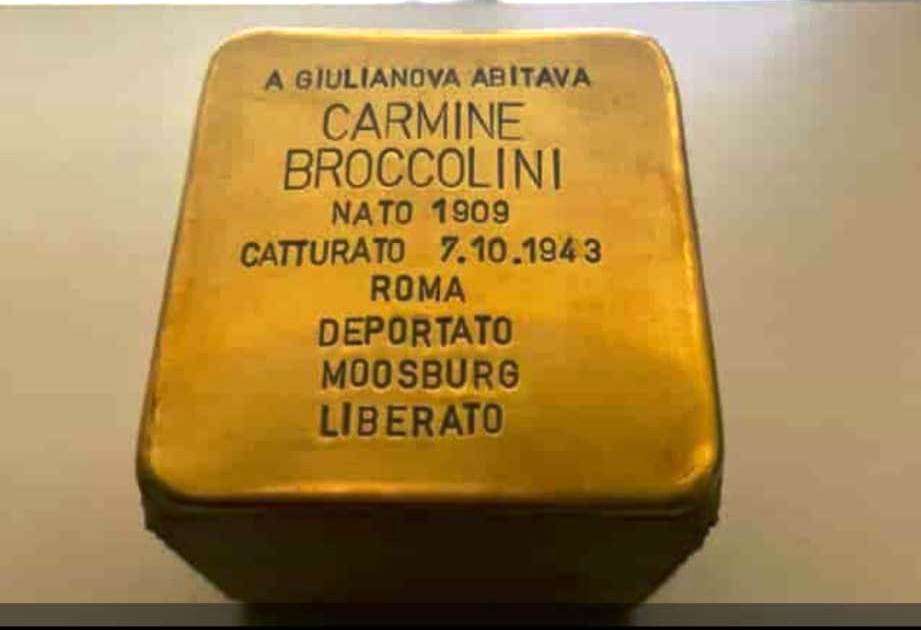 A GIULIANOVA ABITAVA
CARMINE
BROCCOLINI
NATO 1909
CATTURATO 7.10.1943
ROMA
DEPORTATO
MOOSBURG
LIBERATO